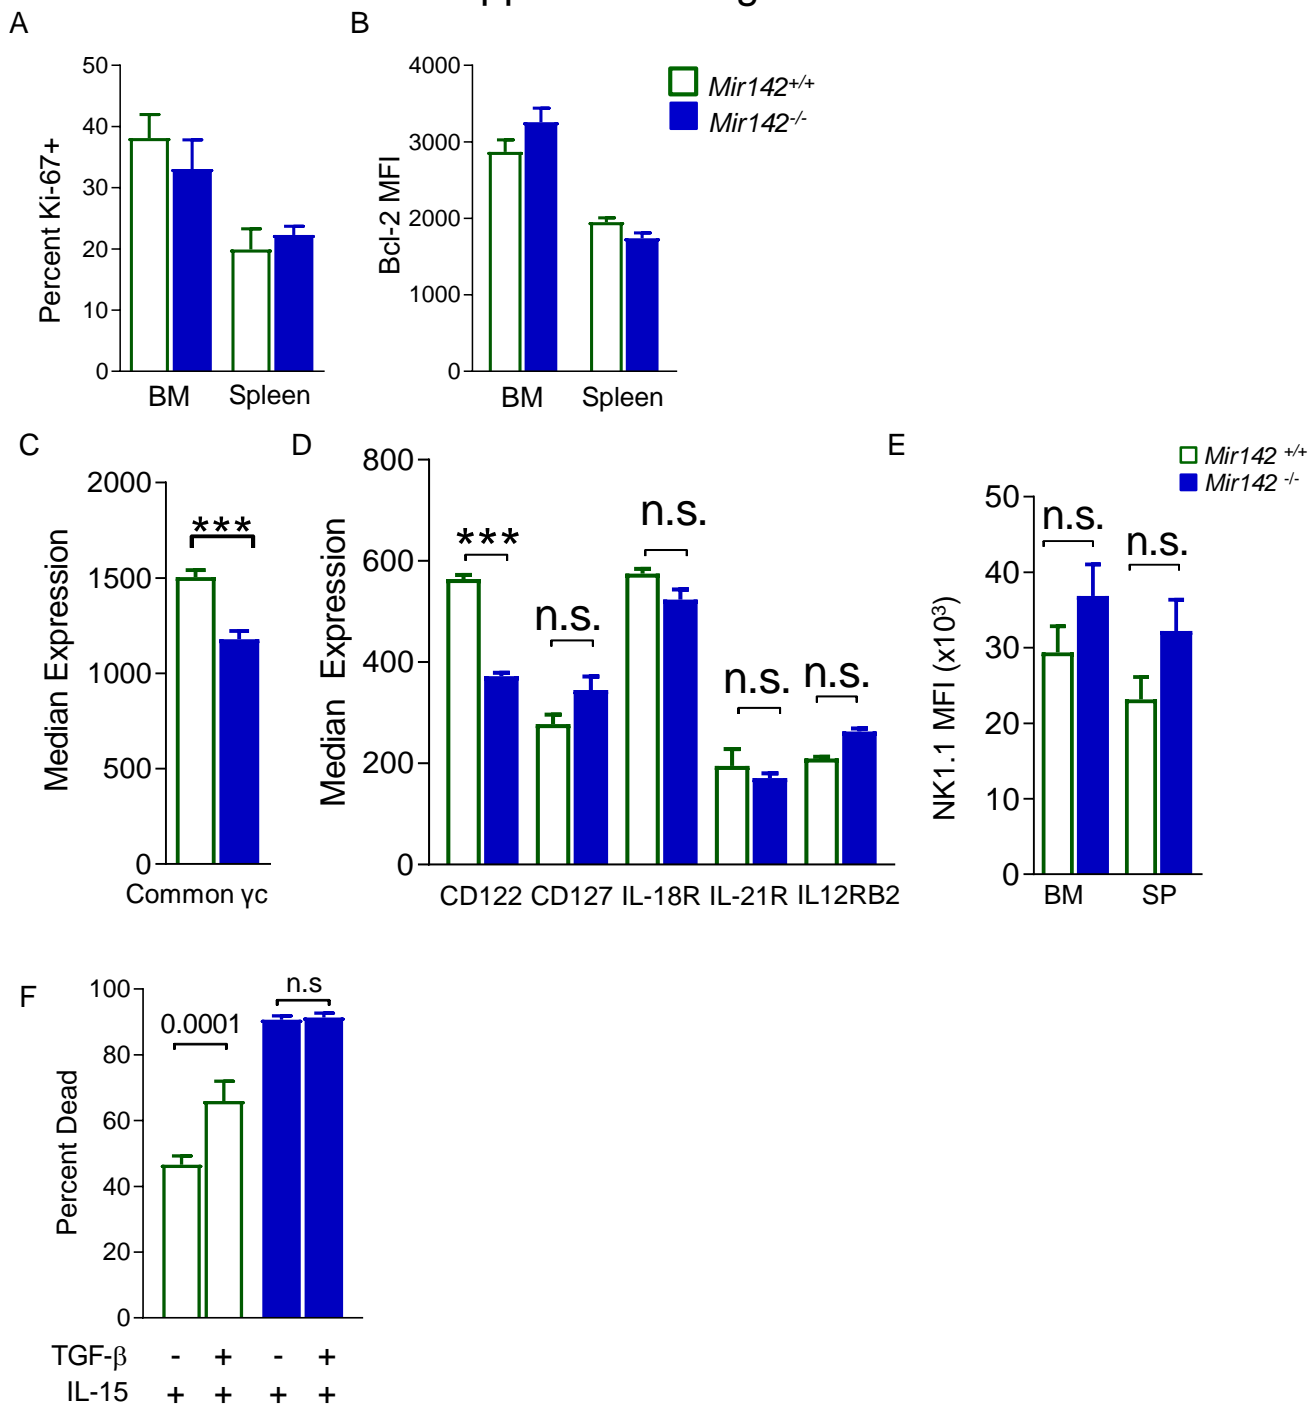 A
B
50
40
30
20
10
0
Percent Ki-67+
BM Spleen
4000
3000
2000
1000
0
Bcl-2 MFI
BM Spleen
Mir142+/+
Mir142-/-
C
2000
1500
1000
500
0
Median Expression
***
Common γc
D
800
600
400
200
0
Median Expression
***
n.s.
n.s.
n.s.
n.s.
CD122 CD127 IL-18R IL-21R IL12RB2
E
Mir142 +/+
Mir142 -/-
50
40
30
20
10
0
NK1.1 MFI (x10³)
n.s.
n.s.
BM SP
F
100
80
60
40
20
0
Percent Dead
0.0001
n.s
TGF-β - + - +
IL-15 + + + +